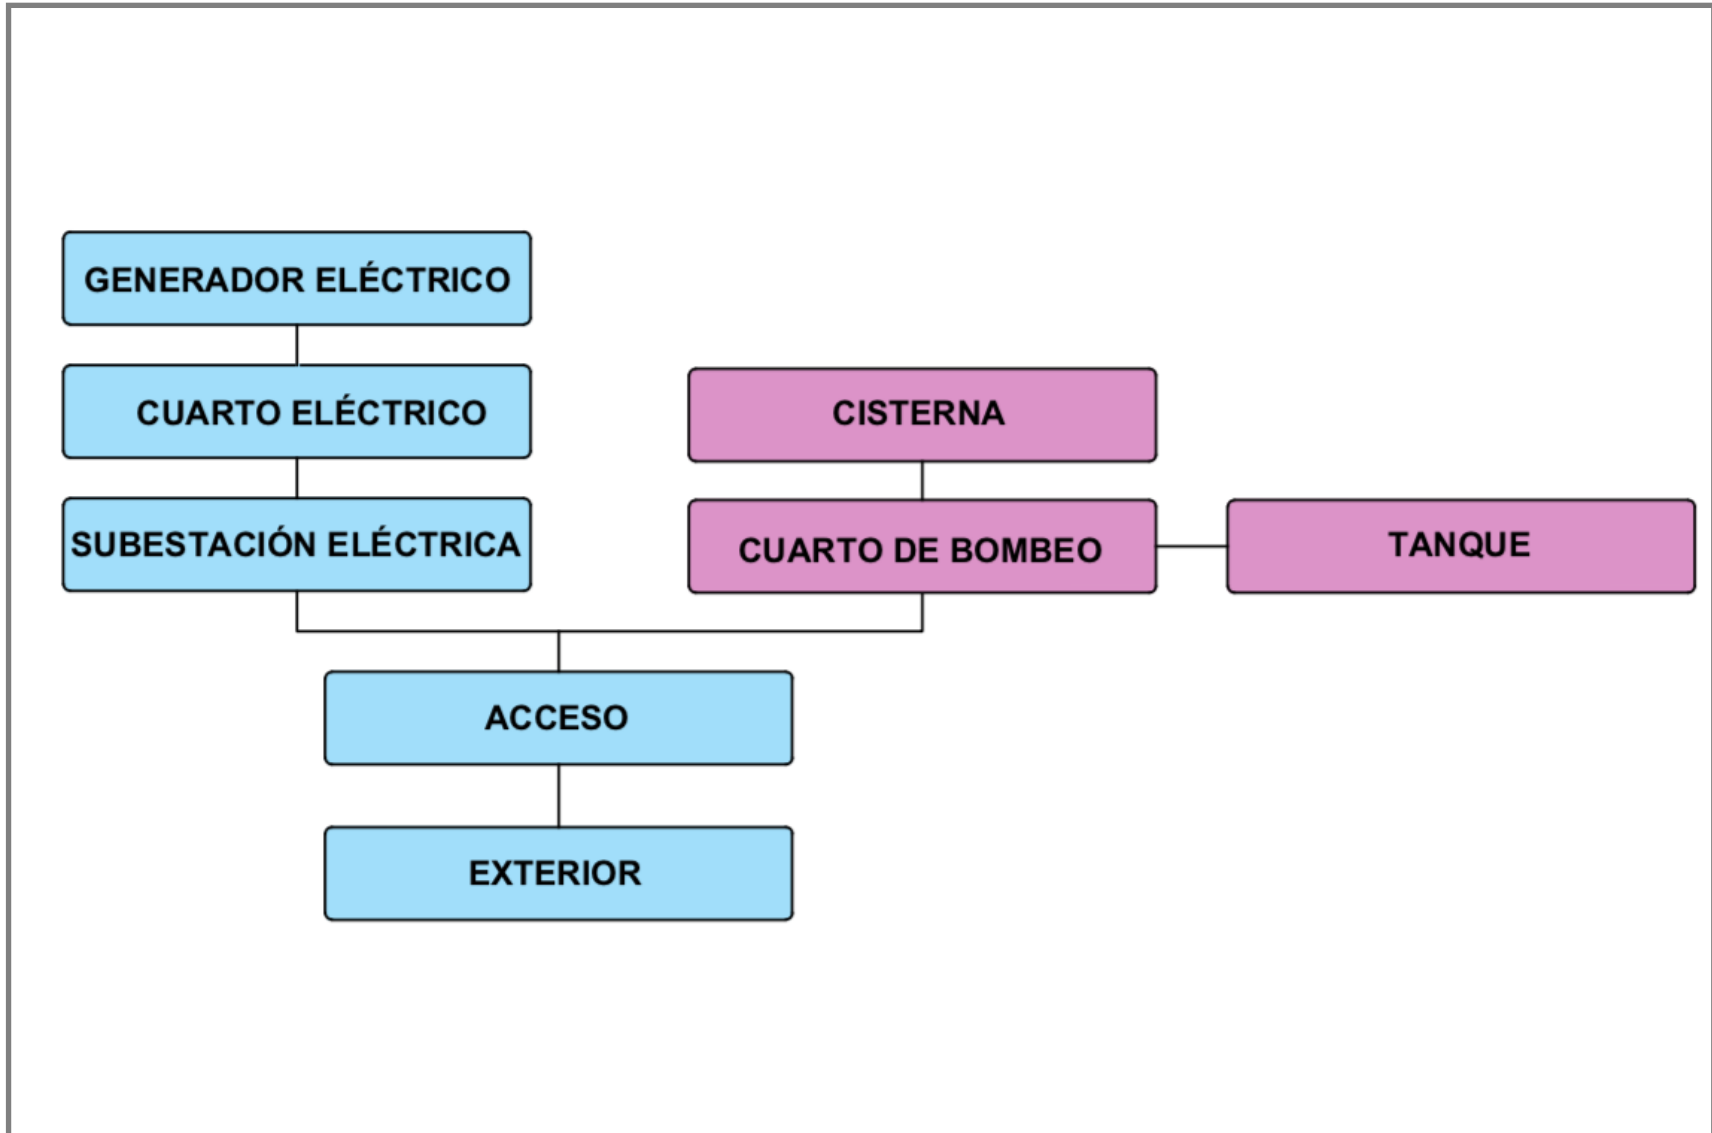 GENERADOR ELÉCTRICO
CUARTO ELÉCTRICO
CISTERNA
SUBESTACIÓN ELÉCTRICA
CUARTO DE BOMBEO
TANQUE
ACCESO
EXTERIOR